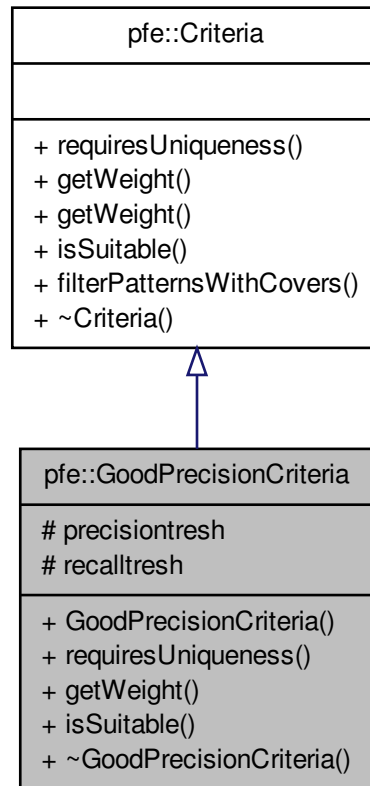 pfe::Criteria
+ requiresUniqueness()
+ getWeight()
+ getWeight()
+ isSuitable()
+ filterPatternsWithCovers()
+ ~Criteria()
pfe::GoodPrecisionCriteria
# precisiontresh
# recalltresh
+ GoodPrecisionCriteria()
+ requiresUniqueness()
+ getWeight()
+ isSuitable()
+ ~GoodPrecisionCriteria()